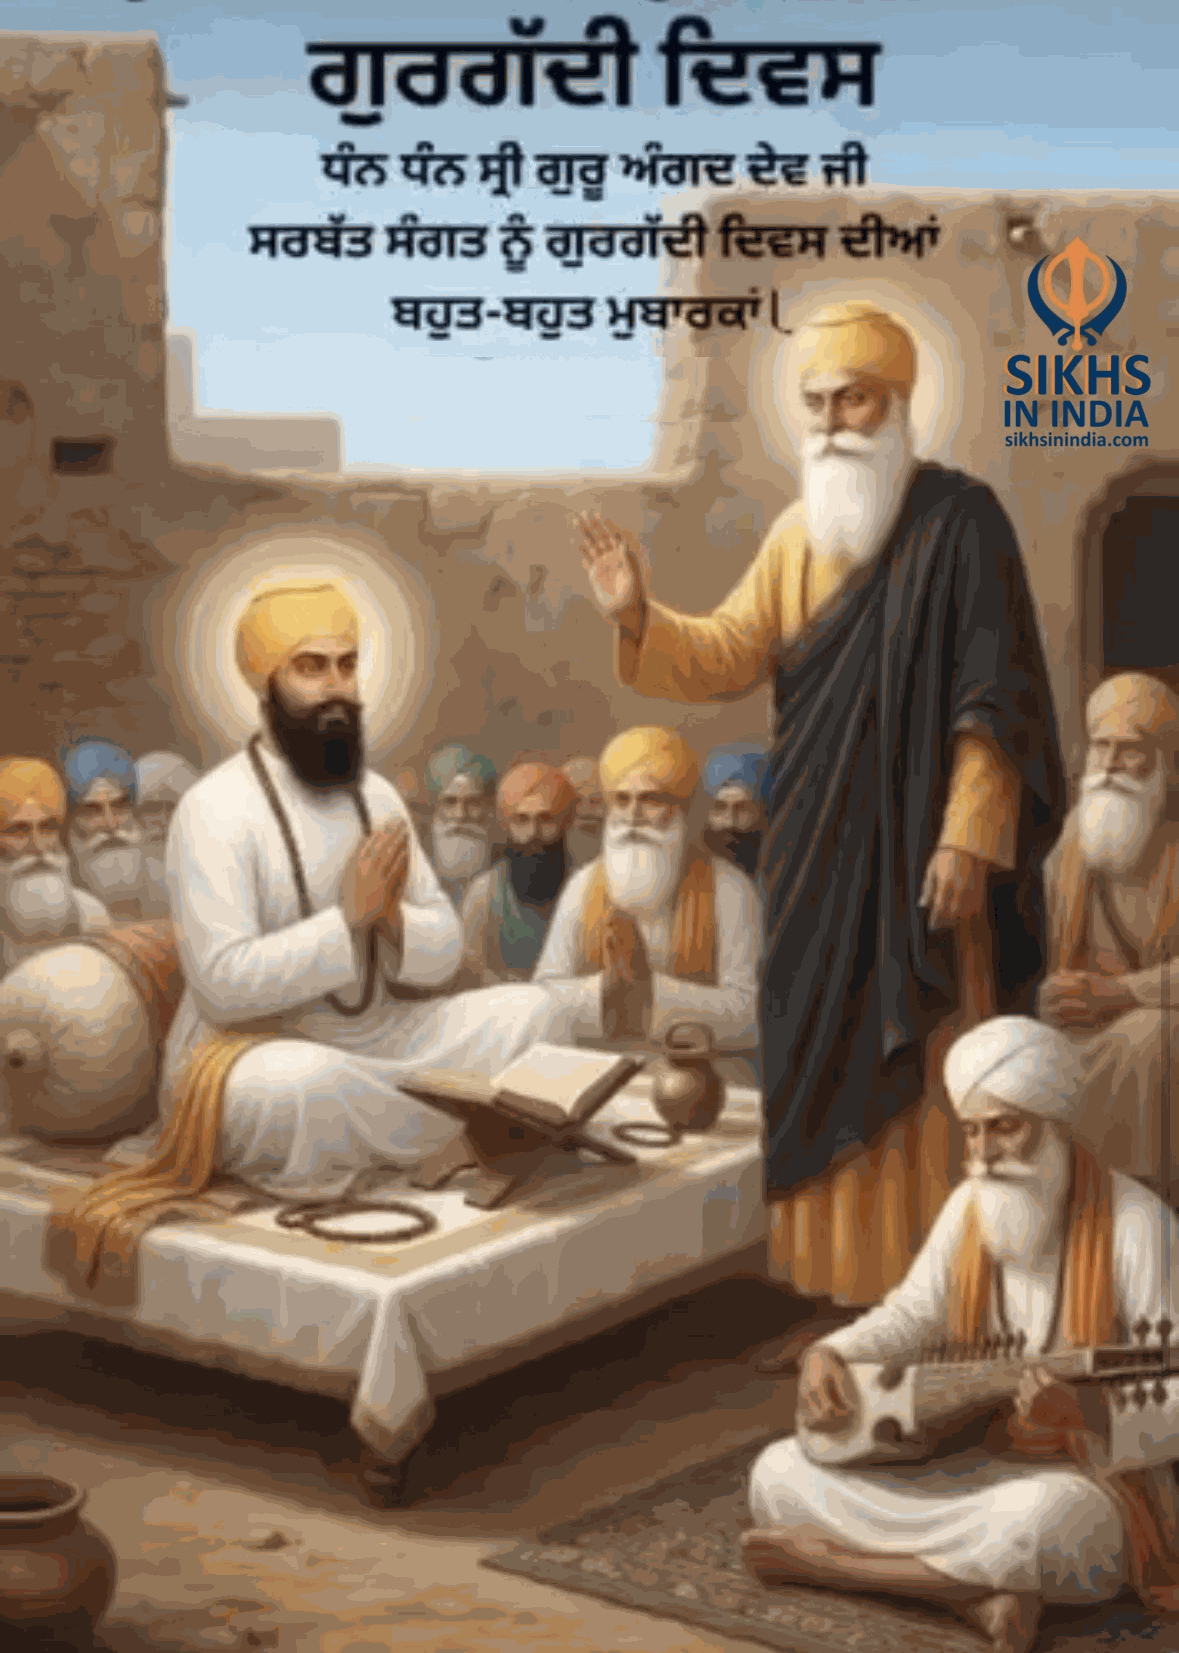 ਗੁਰਗੱਦੀ ਦਿਵਸ
ਧੰਨ ਧੰਨ ਸ੍ਰੀ ਗੁਰੂ ਅੰਗਦ ਦੇਵ ਜੀ
ਸਰਬੱਤ ਸੰਗਤ ਨੂੰ ਗੁਰਗੱਦੀ ਦਿਵਸ ਦੀਆਂ
ਬਹੁਤ-ਬਹੁਤ ਮੁਬਾਰਕਾਂ।
SIKHS
IN INDIA
sikhsinindia.com